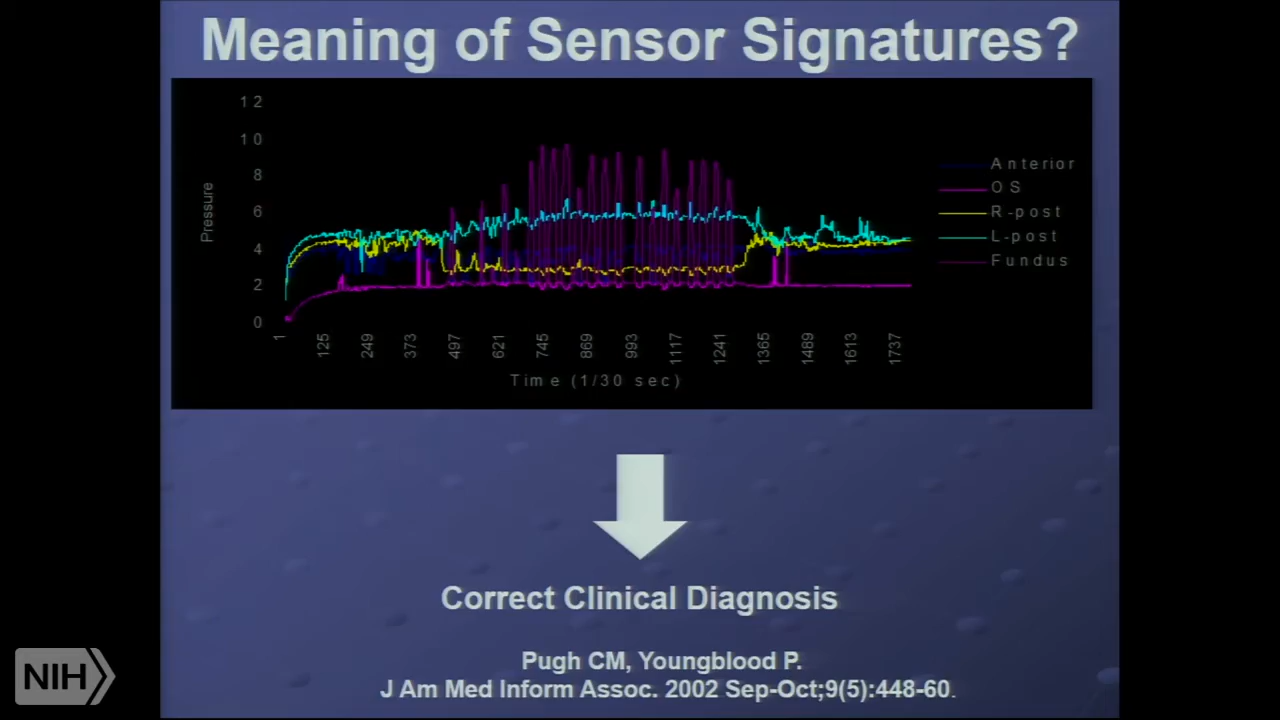 Meaning of Sensor Signatures?
12
10
8
6
4
2
0
Pressure
1 125 249 373 497 621 745 869 993 1117 1241 1365 1489 1613 1737
Time (1/30 sec)
Anterior
OS
R-post
L-post
Fundus
Correct Clinical Diagnosis
Pugh CM, Youngblood P.
J Am Med Inform Assoc. 2002 Sep-Oct;9(5):448-60.
NIH